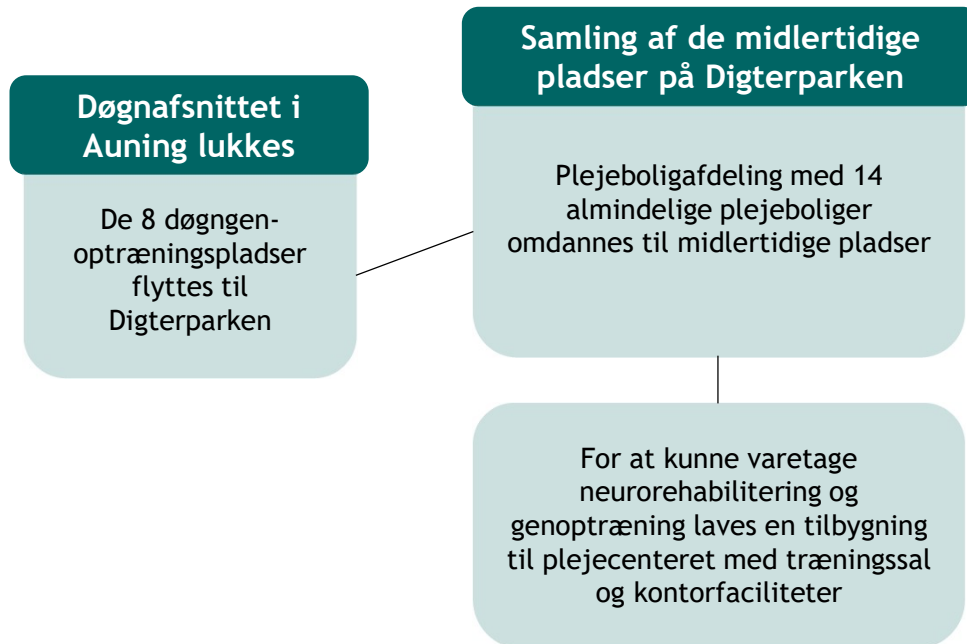 Døgnafsnittet i
Auning lukkes
De 8 døgngen-
optræningspladser
flyttes til
Digterparken
Samling af de midlertidige
pladser på Digterparken
Plejeboligafdeling med 14
almindelige plejeboliger
omdannes til midlertidige pladser
For at kunne varetage
neurorehabilitering og
genoptræning laves en tilbygning
til plejecenteret med træningssal
og kontorfaciliteter